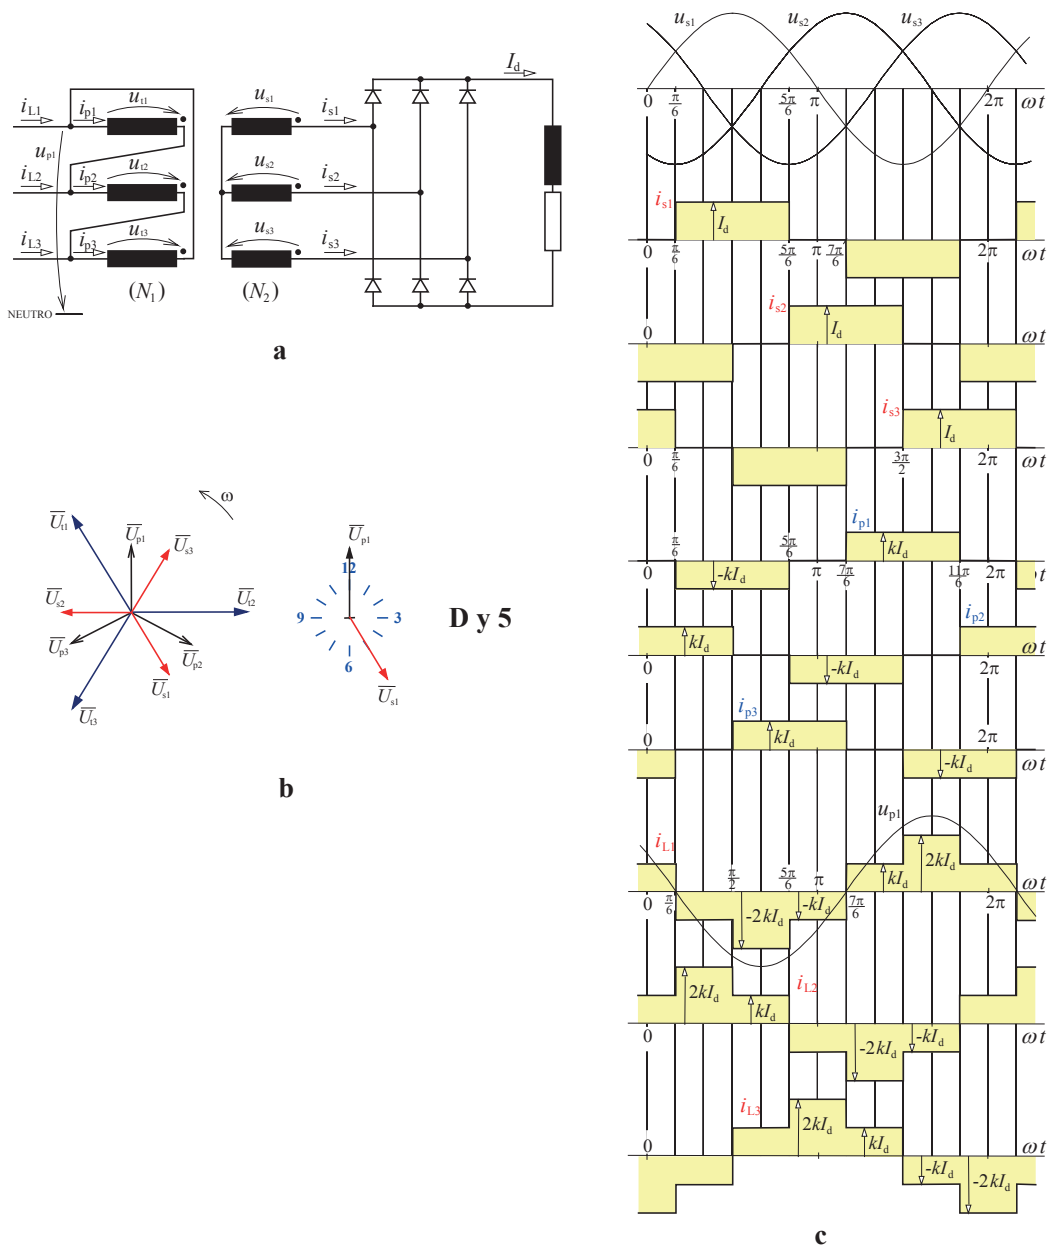 i_L1 i_p1 u_t1 u_s1 i_s1 I_d
u_p1
i_L2 i_p2 u_t2 u_s2 i_s2
i_L3 i_p3 u_t3 u_s3 i_s3
(N_1) (N_2)
NEUTRO
a
ω
U_t1 U_p1 U_s3
U_s2 U_t2
U_p3 U_p2
U_s1
U_t3
U_p1
12
9 3
6
U_s1
D y 5
b
u_s1 u_s2 u_s3
0 π/6 5π/6 π 2π ωt
i_s1 I_d
0 π/6 5π/6 π 7π/6 2π ωt
i_s2 I_d
0 ωt
i_s3 I_d
0 π/6 3π/2 2π ωt
i_p1 kI_d
π/6 5π/6
0 -kI_d π 7π/6 11π/6 2π ωt
i_p2
kI_d
0 -kI_d 2π ωt
i_p3 kI_d
0 2π
-kI_d ωt
u_p1
i_L1 2kI_d
π/2 5π/6 π kI_d
0 π/6 -2kI_d -kI_d 7π/6 2π ωt
2kI_d kI_d i_L2
0 -2kI_d -kI_d ωt
i_L3 2kI_d kI_d
0 ωt
-kI_d -2kI_d
c